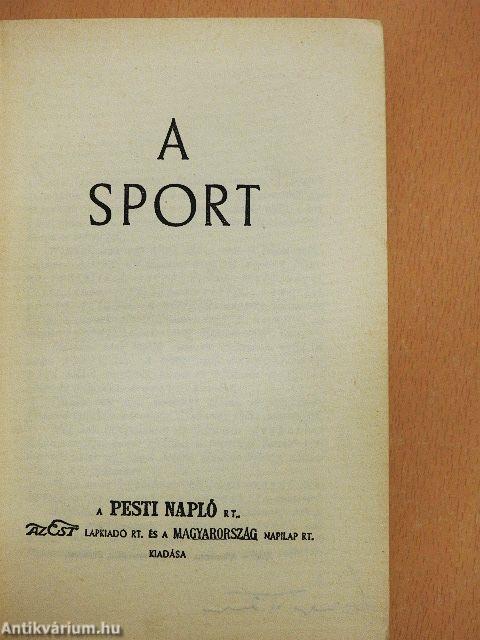 A
SPORT
A PESTI NAPLÓ RT.,
AZ EST LAPKIADÓ RT. ÉS A MAGYARORSZÁG NAPILAP RT.
KIADÁSA
Antikvárium.hu